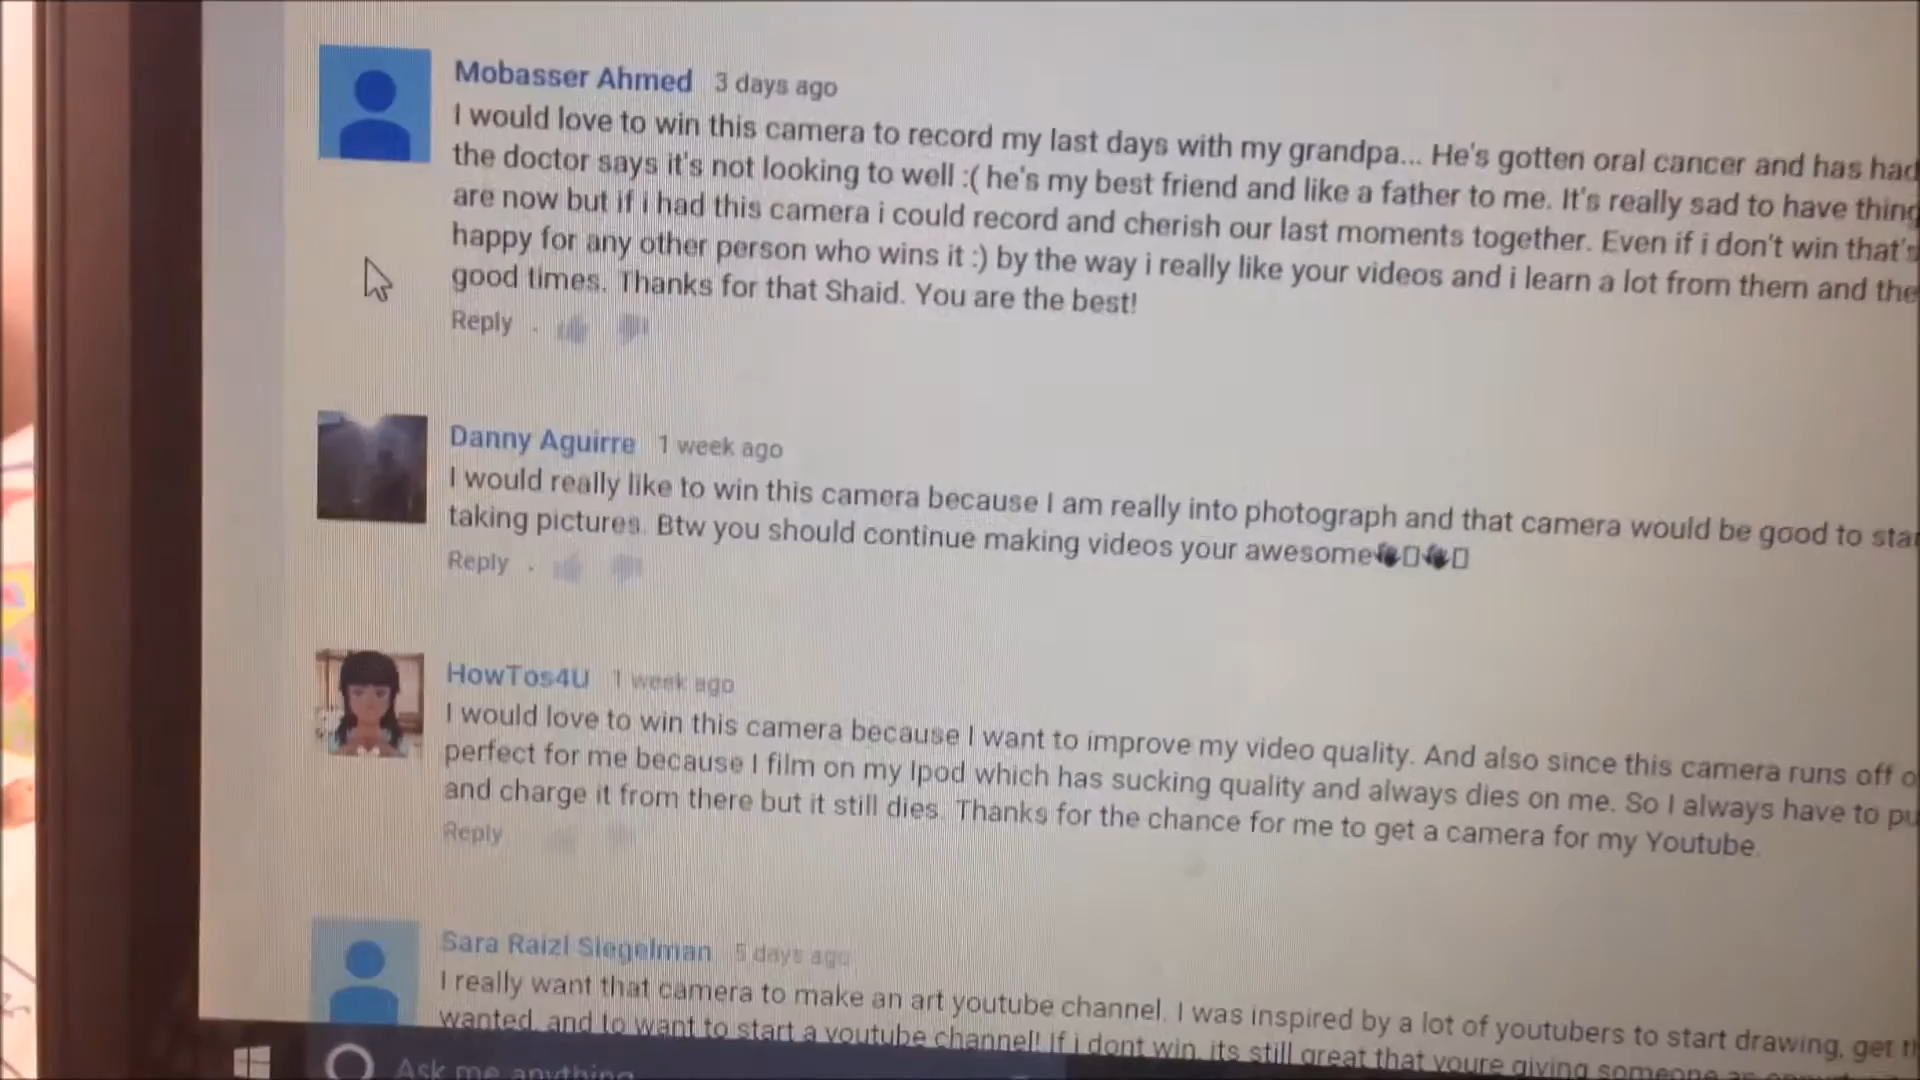 Mobasser Ahmed 3 days ago
I would love to win this camera to record my last days with my grandpa... He's gotten oral cancer and has had
the doctor says it's not looking to well :( he's my best friend and like a father to me. It's really sad to have thing
are now but if i had this camera i could record and cherish our last moments together. Even if i don't win that's
happy for any other person who wins it :) by the way i really like your videos and i learn a lot from them and the
good times. Thanks for that Shaid. You are the best!
Reply .
Danny Aguirre 1 week ago
I would really like to win this camera because I am really into photograph and that camera would be good to star
taking pictures. Btw you should continue making videos your awesome
Reply .
HowTos4U 1 week ago
I would love to win this camera because I want to improve my video quality. And also since this camera runs off o
perfect for me because I film on my Ipod which has sucking quality and always dies on me. So I always have to pu
and charge it from there but it still dies. Thanks for the chance for me to get a camera for my Youtube.
Reply
Sara Raizl Siegelman 5 days ago
I really want that camera to make an art youtube channel. I was inspired by a lot of youtubers to start drawing, get th
wanted, and to want to start a youtube channel! If i dont win, its still great that youre giving someone an
Ask me anything